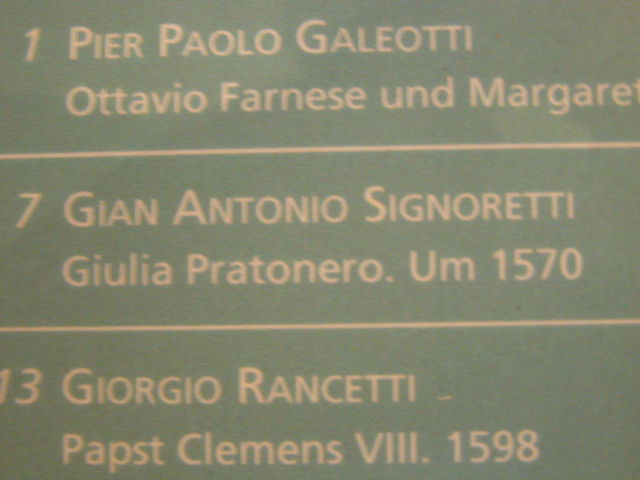 1 PIER PAOLO GALEOTTI
Ottavio Farnese und Margaret
7 GIAN ANTONIO SIGNORETTI
Giulia Pratonero. Um 1570
13 GIORGIO RANCETTI
Papst Clemens VIII. 1598